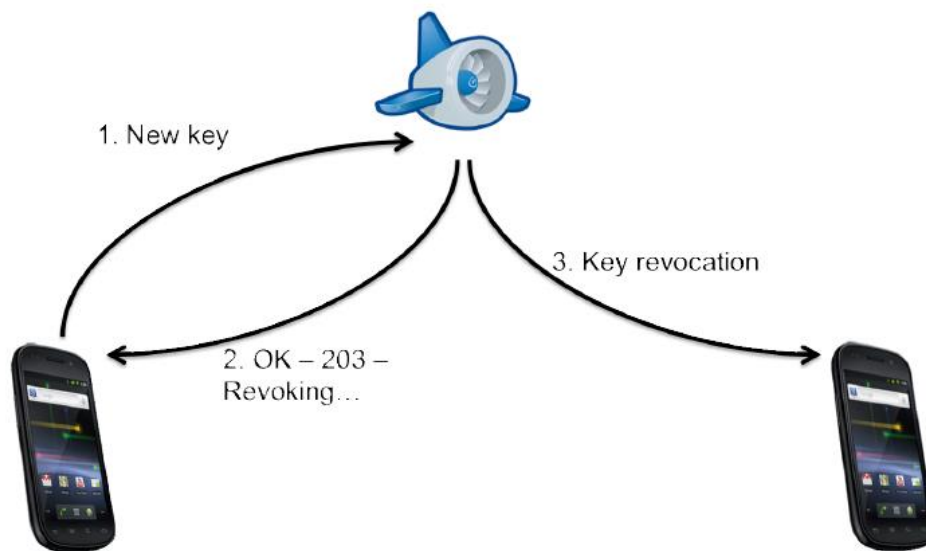 1. New key
3. Key revocation
2. OK – 203 –
Revoking…